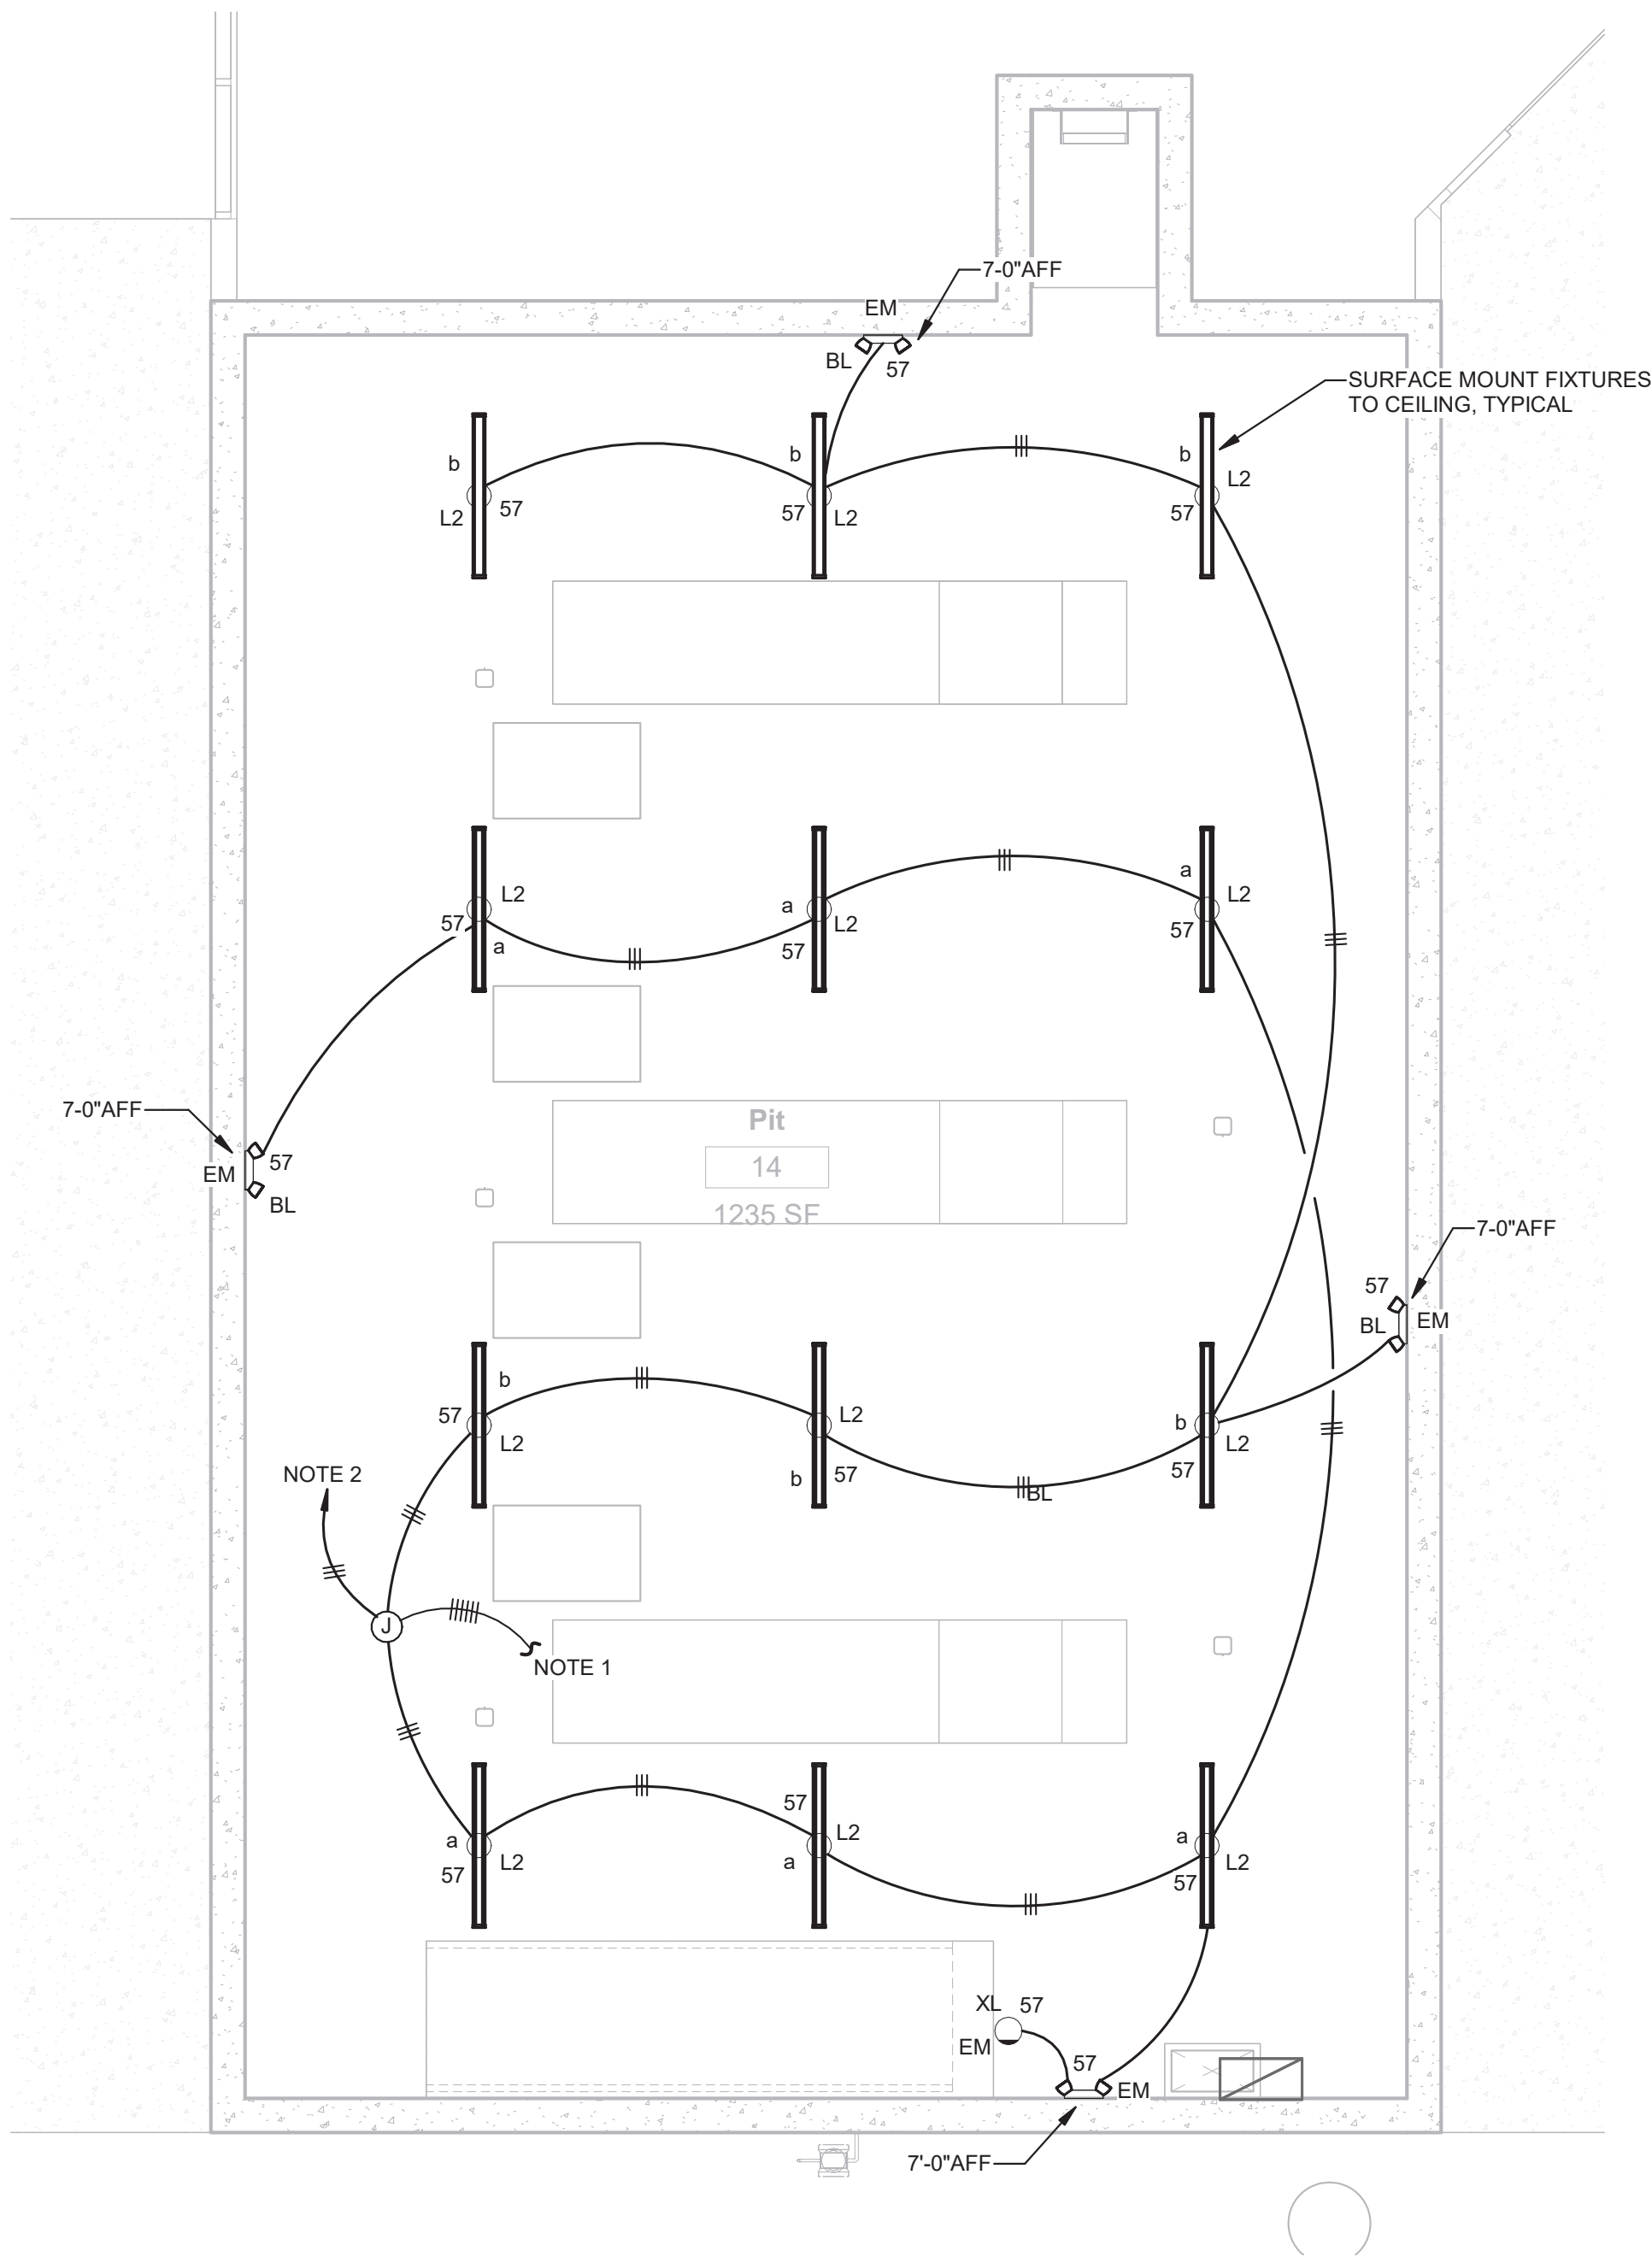 7-0"AFF
EM
BL
57
SURFACE MOUNT FIXTURES
TO CEILING, TYPICAL
b
L2
57
b
57
L2
b
L2
57
L2
57
a
a
L2
57
a
L2
57
7-0"AFF
EM
57
BL
Pit
14
1235 SF
7-0"AFF
57
BL
EM
b
57
L2
L2
b
57
b
L2
57
BL
NOTE 2
J
NOTE 1
a
57
L2
57
L2
a
a
L2
57
XL
57
EM
57
EM
7'-0"AFF